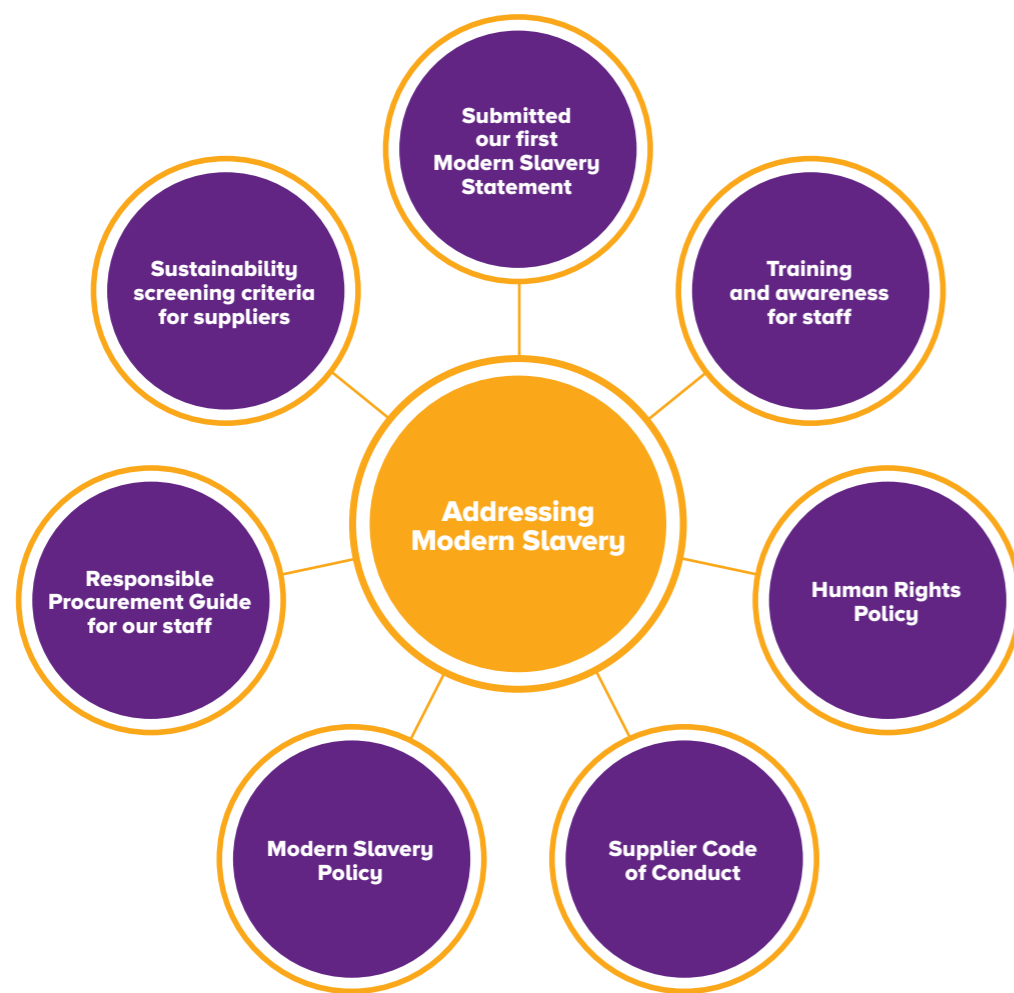 Submitted
our first
Modern Slavery
Statement
Training
and awareness
for staff
Human Rights
Policy
Supplier Code
of Conduct
Modern Slavery
Policy
Responsible
Procurement Guide
for our staff
Sustainability
screening criteria
for suppliers
Addressing
Modern Slavery